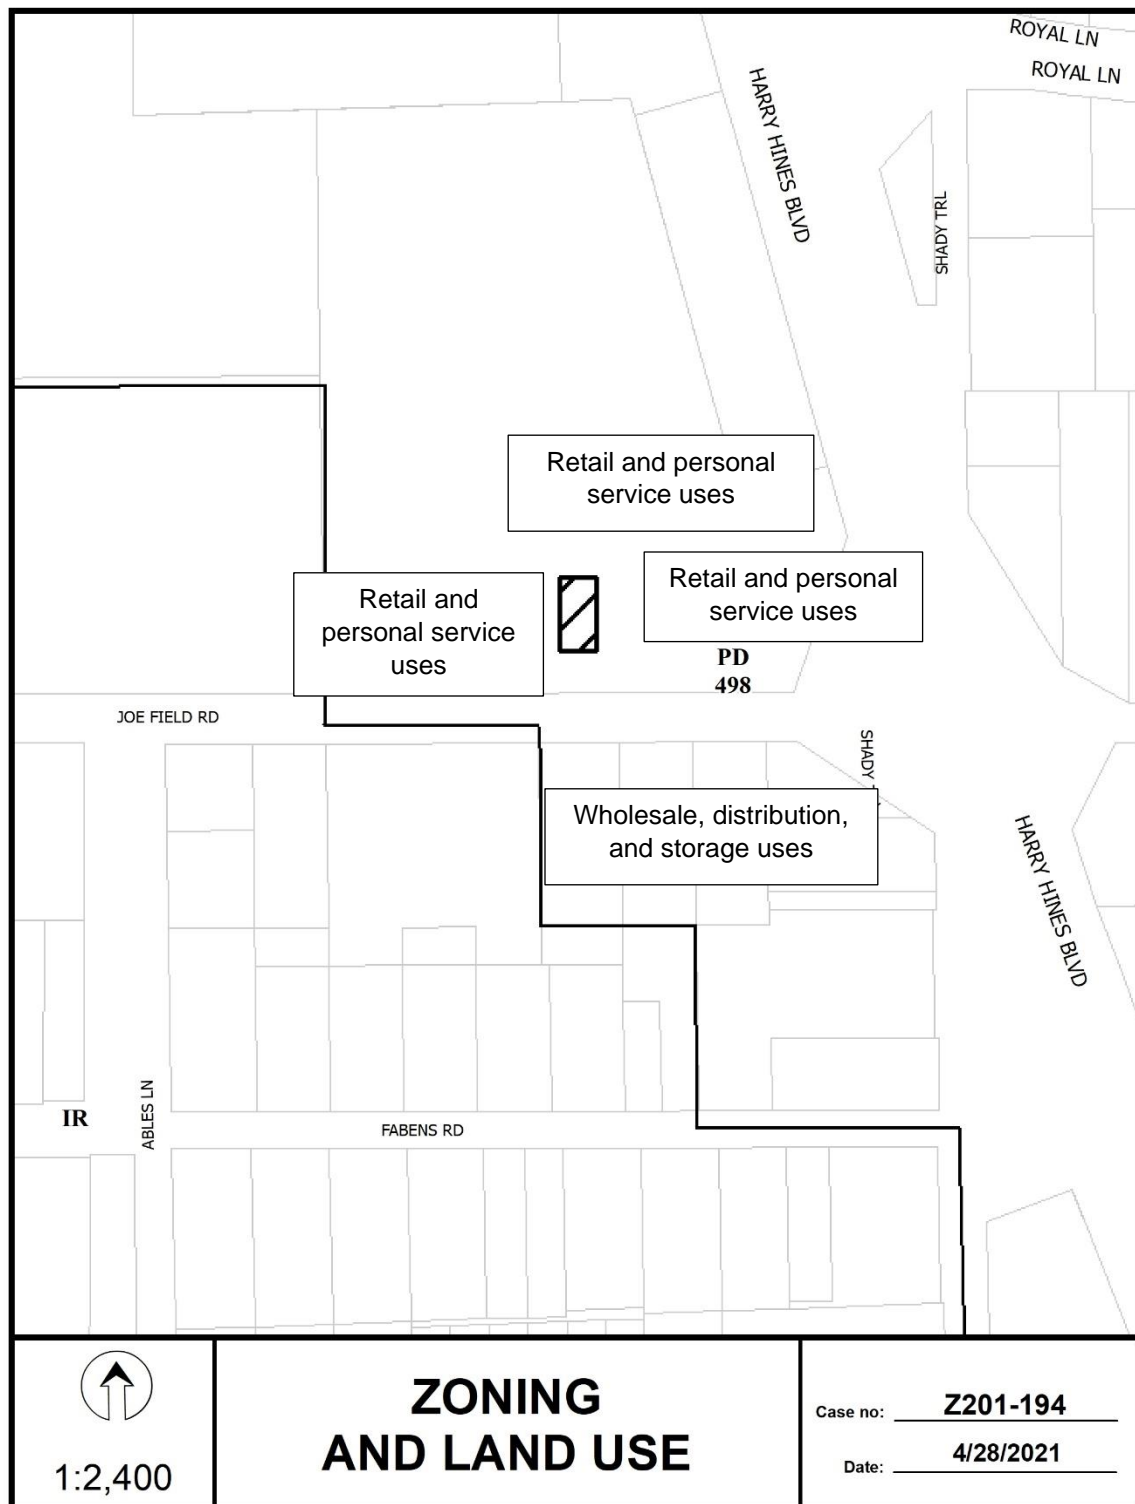 ROYAL LN
ROYAL LN
HARRY HINES BLVD
SHADY TRL
Retail and personal
service uses
Retail and personal
service uses
Retail and
personal service
uses
PD
498
JOE FIELD RD
SHADY
Wholesale, distribution,
and storage uses
HARRY HINES BLVD
IR
ABLES LN
FABENS RD
1:2,400
ZONING
AND LAND USE
Case no: Z201-194
Date: 4/28/2021